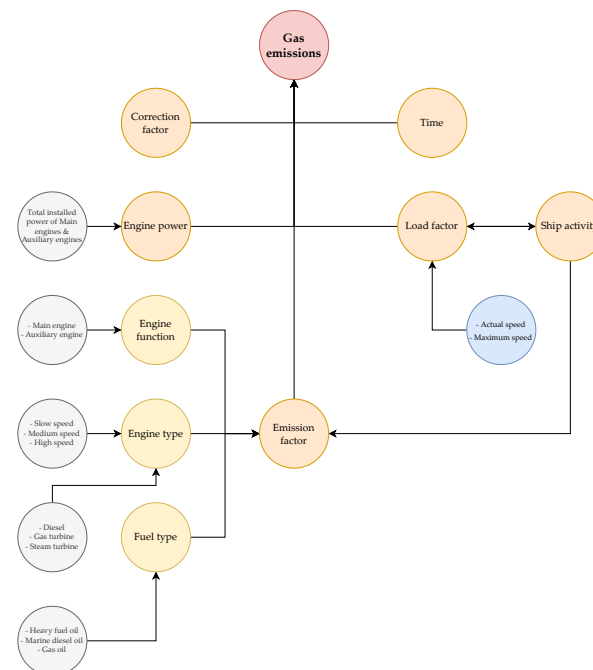 Gas
emissions
Correction
factor
Time
Total installed
power of Main
engines &
Auxiliary engines
Engine power
Load factor
Ship activity
- Main engine
- Auxiliary engine
Engine
function
- Actual speed
- Maximum speed
- Slow speed
- Medium speed
- High speed
Engine type
Emission
factor
- Diesel
- Gas turbine
- Steam turbine
Fuel type
- Heavy fuel oil
- Marine diesel oil
- Gas oil